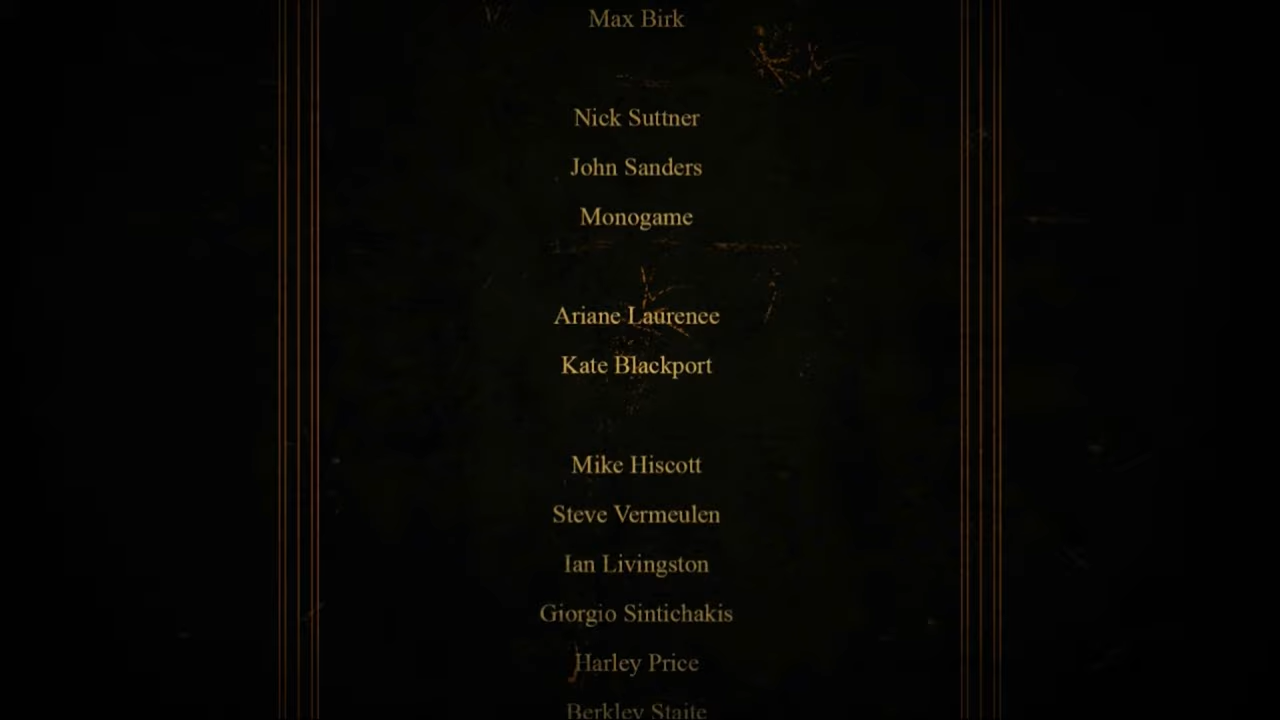 Max Birk
Nick Suttner
John Sanders
Monogame
Ariane Laurence
Kate Blackport
Mike Hiscott
Steve Vermeulen
Ian Livingston
Giorgio Sintichakis
Harley Price
Berkley Staite